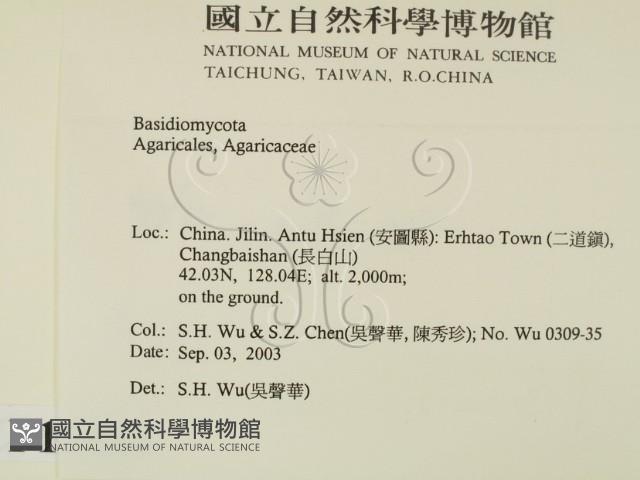 國立自然科學博物館
NATIONAL MUSEUM OF NATURAL SCIENCE
TAICHUNG, TAIWAN, R.O.CHINA
Basidiomycota
Agaricales, Agaricaceae
Loc.: China. Jilin. Antu Hsien (安圖縣): Erhtao Town (二道鎭),
Changbaishan (長白山)
42.03N, 128.04E; alt. 2,000m;
on the ground.
Col.: S.H. Wu & S.Z. Chen(吳聲華, 陳秀珍); No. Wu 0309-35
Date: Sep. 03, 2003
Det.: S.H. Wu(吳聲華)
國立自然科學博物館
NATIONAL MUSEUM OF NATURAL SCIENCE